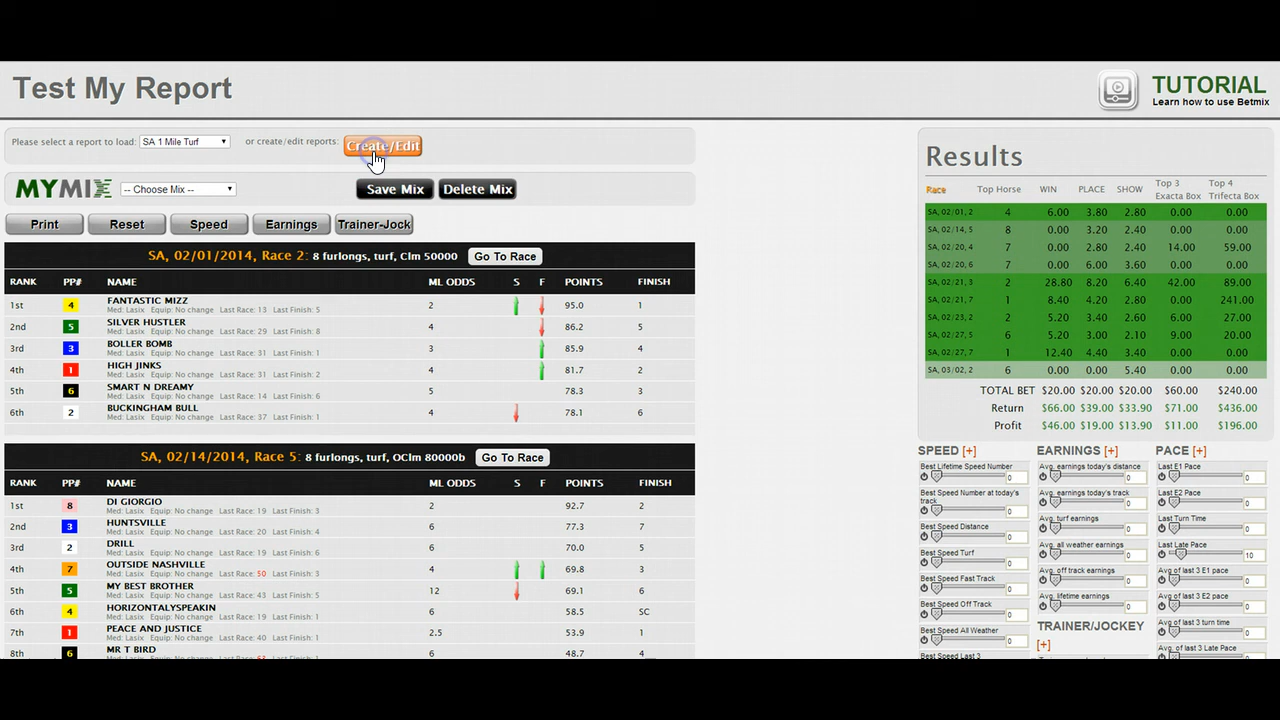 Test My Report
TUTORIAL
Learn how to use Betmix
Please select a report to load: SA 1 Mile Turf or create/edit reports: Create/Edit
MYMIX -- Choose Mix -- Save Mix Delete Mix
Print Reset Speed Earnings Trainer-Jock
SA, 02/01/2014, Race 2: 8 furlongs, turf, Clm 50000 Go To Race
RANK PP# NAME ML ODDS S F POINTS FINISH
1st 4 FANTASTIC MIZZ 2 95.0 1
Med: Lasix Equip: No change Last Race: 13 Last Finish: 5
2nd 5 SILVER HUSTLER 4 86.2 5
Med: Lasix Equip: No change Last Race: 29 Last Finish: 8
3rd 3 BOLLER BOMB 3 85.9 4
Med: Lasix Equip: No change Last Race: 31 Last Finish: 1
4th 1 HIGH JINKS 4 81.7 2
Med: Lasix Equip: No change Last Race: 31 Last Finish: 2
5th 6 SMART N DREAMY 5 78.3 3
Med: Lasix Equip: No change Last Race: 14 Last Finish: 6
6th 2 BUCKINGHAM BULL 4 78.1 6
Med: Lasix Equip: No change Last Race: 37 Last Finish: 1
SA, 02/14/2014, Race 5: 8 furlongs, turf, OClm 80000b Go To Race
RANK PP# NAME ML ODDS S F POINTS FINISH
1st 8 DI GIORGIO 2 92.7 2
Med: Lasix Equip: No change Last Race: 19 Last Finish: 3
2nd 3 HUNTSVILLE 6 77.3 7
Med: Lasix Equip: No change Last Race: 20 Last Finish: 4
3rd 2 DRILL 6 70.0 5
Med: Lasix Equip: No change Last Race: 19 Last Finish: 6
4th 7 OUTSIDE NASHVILLE 4 69.8 3
Med: Lasix Equip: No change Last Race: 50 Last Finish: 3
5th 5 MY BEST BROTHER 12 69.1 6
Med: Lasix Equip: No change Last Race: 43 Last Finish: 5
6th 4 HORIZONTALYSPEAKIN 6 58.5 SC
Med: Lasix Equip: No change Last Race: 19 Last Finish: 1
7th 1 PEACE AND JUSTICE 2.5 53.9 1
Med: Lasix Equip: No change Last Race: 40 Last Finish: 1
8th 6 MR T BIRD 6 48.7 4
Results
Race Top Horse WIN PLACE SHOW Top 3 Exacta Box Top 4 Trifecta Box
SA, 02/01, 2 4 6.00 3.80 2.80 0.00 0.00
SA, 02/14, 5 8 0.00 3.20 2.40 0.00 0.00
SA, 02/20, 4 7 0.00 2.80 2.40 14.00 59.00
SA, 02/20, 6 7 0.00 6.00 3.60 0.00 0.00
SA, 02/21, 3 2 28.80 8.20 6.40 42.00 89.00
SA, 02/21, 7 1 8.40 4.20 2.80 0.00 241.00
SA, 02/23, 2 2 5.20 3.40 2.60 6.00 27.00
SA, 02/27, 5 6 5.20 3.00 2.10 9.00 20.00
SA, 02/27, 7 1 12.40 4.40 3.40 0.00 0.00
SA, 03/02, 2 6 0.00 0.00 5.40 0.00 0.00
TOTAL BET $20.00 $20.00 $20.00 $60.00 $240.00
Return $66.00 $39.00 $33.90 $71.00 $436.00
Profit $46.00 $19.00 $13.90 $11.00 $196.00
SPEED [+]
Best Lifetime Speed Number
0
Best Speed Number at today's track
0
Best Speed Distance
0
Best Speed Turf
0
Best Speed Fast Track
0
Best Speed Off Track
0
Best Speed All Weather
0
Best Speed Last 3
EARNINGS [+]
Avg. earnings today's distance
0
Avg. earnings today's track
0
Avg. turf earnings
0
Avg. all weather earnings
0
Avg. off track earnings
0
Avg. lifetime earnings
0
TRAINER/JOCKEY
[+]
PACE [+]
Last E1 Pace
0
Last E2 Pace
0
Last Turn Time
0
Last Late Pace
10
Avg of last 3 E1 pace
0
Avg of last 3 E2 pace
0
Avg of last 3 turn time
0
Avg of last 3 Late Pace
0